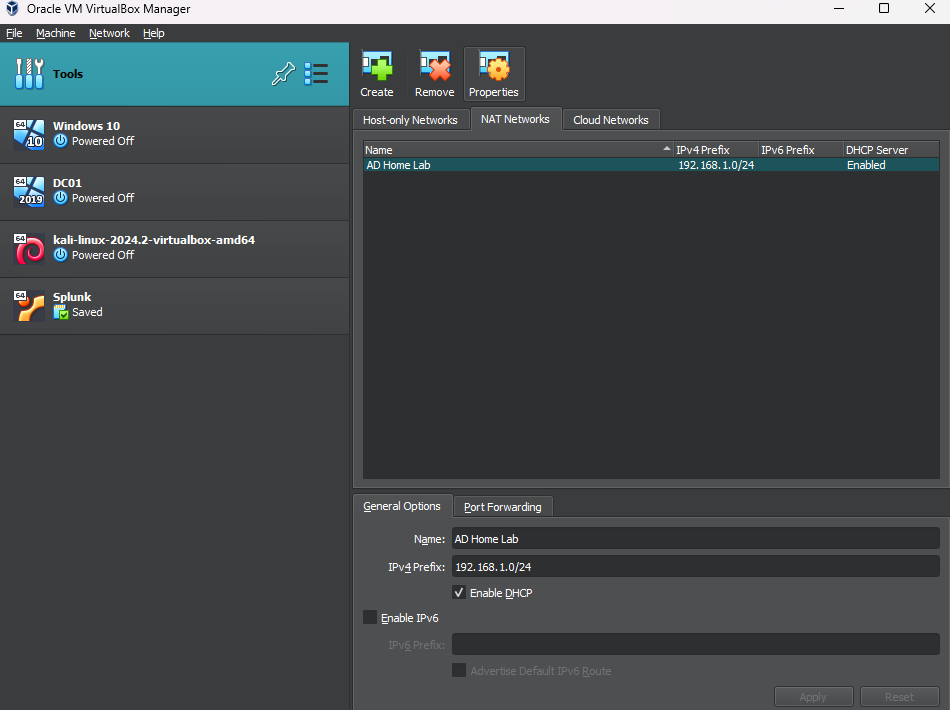 Oracle VM VirtualBox Manager
File Machine Network Help
Tools
64 10 Windows 10
Powered Off
64 2019 DC01
Powered Off
64 kali-linux-2024.2-virtualbox-amd64
Powered Off
64 Splunk
Saved
Create Remove Properties
Host-only Networks NAT Networks Cloud Networks
Name IPv4 Prefix IPv6 Prefix DHCP Server
AD Home Lab 192.168.1.0/24 Enabled
General Options Port Forwarding
Name: AD Home Lab
IPv4 Prefix: 192.168.1.0/24
Enable DHCP
Enable IPv6
IPv6 Prefix:
Advertise Default IPv6 Route
Apply Reset